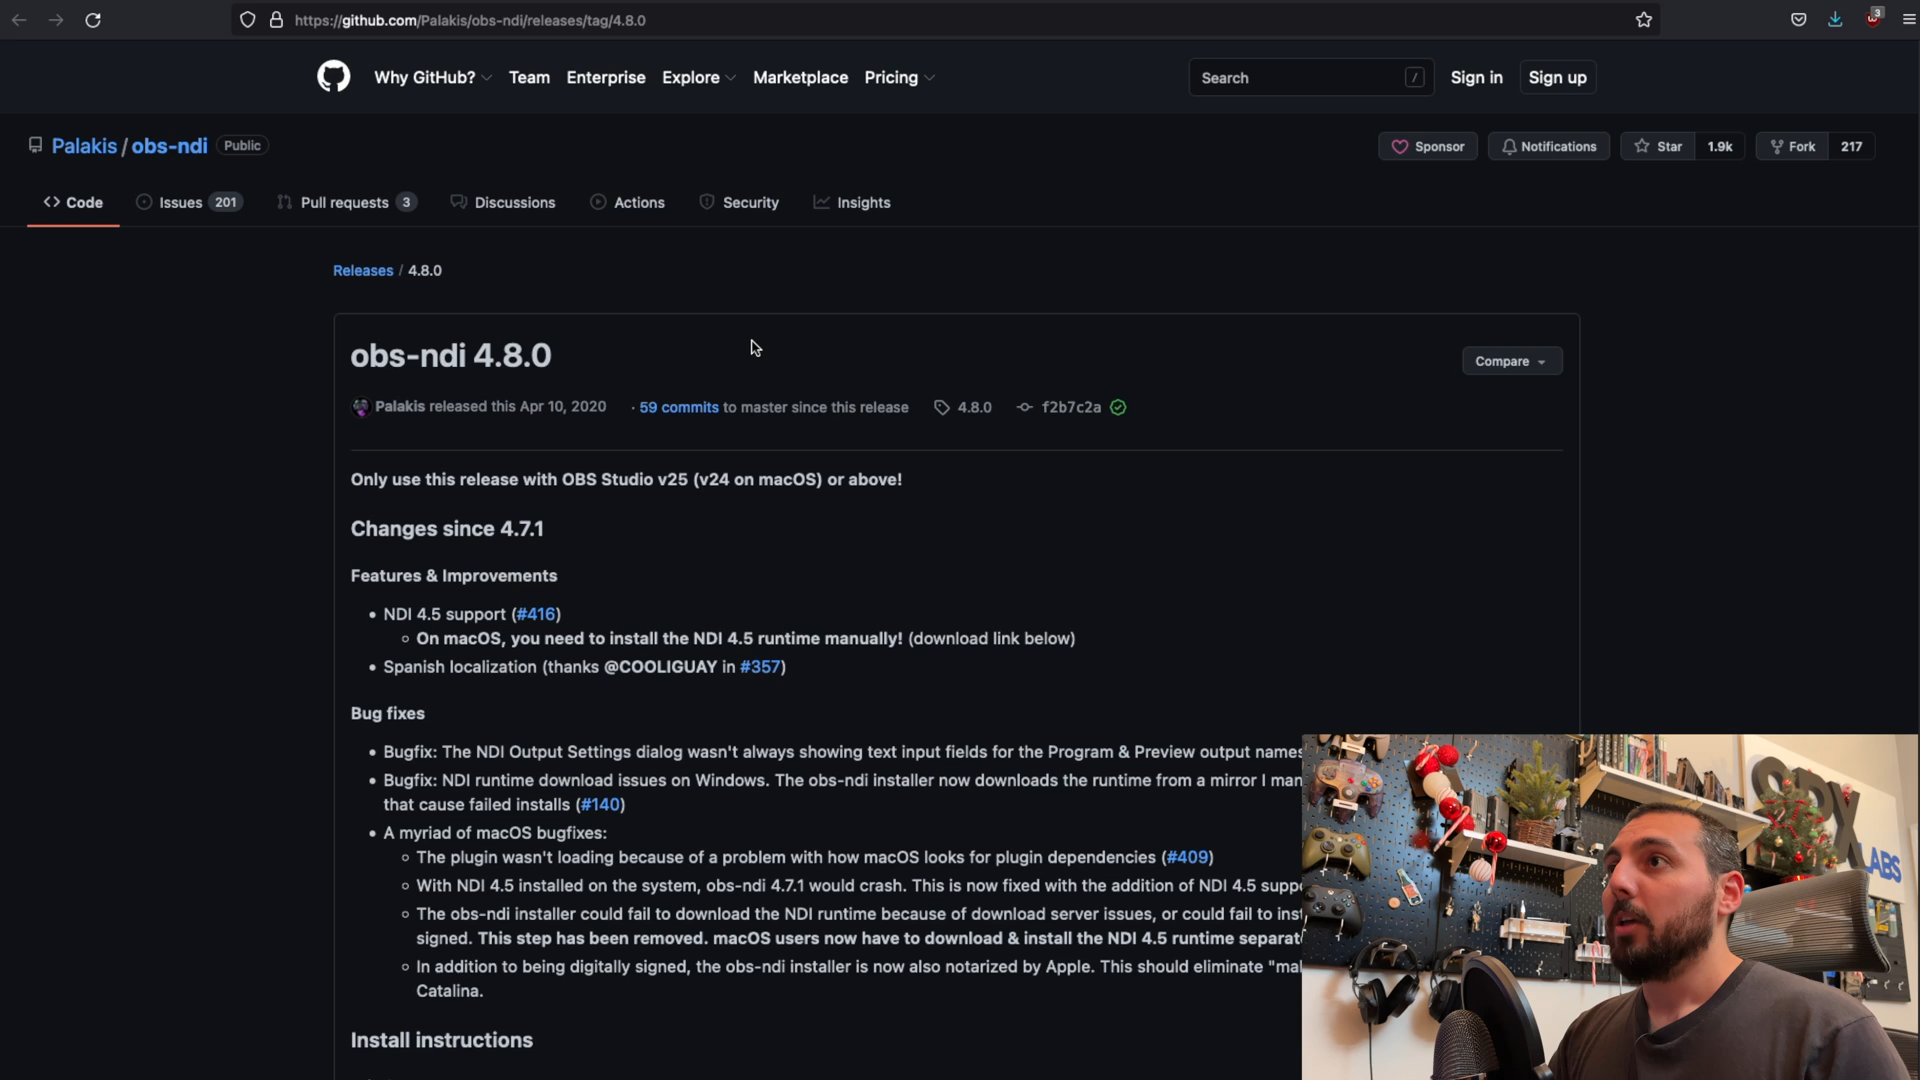 https://github.com/Palakis/obs-ndi/releases/tag/4.8.0
3
Why GitHub? Team Enterprise Explore Marketplace Pricing
Search /
Sign in Sign up
Palakis / obs-ndi Public
Sponsor Notifications Star 1.9k Fork 217
Code Issues 201 Pull requests 3 Discussions Actions Security Insights
Releases / 4.8.0
obs-ndi 4.8.0
Compare
Palakis released this Apr 10, 2020 · 59 commits to master since this release 4.8.0 f2b7c2a
Only use this release with OBS Studio v25 (v24 on macOS) or above!
Changes since 4.7.1
Features & Improvements
• NDI 4.5 support (#416)
On macOS, you need to install the NDI 4.5 runtime manually! (download link below)
• Spanish localization (thanks @COOLIGUAY in #357)
Bug fixes
• Bugfix: The NDI Output Settings dialog wasn't always showing text input fields for the Program & Preview output names
• Bugfix: NDI runtime download issues on Windows. The obs-ndi installer now downloads the runtime from a mirror I
that cause failed installs (#140)
• A myriad of macOS bugfixes:
The plugin wasn't loading because of a problem with how macOS looks for plugin dependencies (#409)
With NDI 4.5 installed on the system, obs-ndi 4.7.1 would crash. This is now fixed with the addition of NDI 4.5
The obs-ndi installer could fail to download the NDI runtime because of download server issues, or could fail to
signed. This step has been removed. macOS users now have to download & install the NDI 4.5 runtime
In addition to being digitally signed, the obs-ndi installer is now also notarized by Apple. This should eliminate
Catalina.
Install instructions
LABS